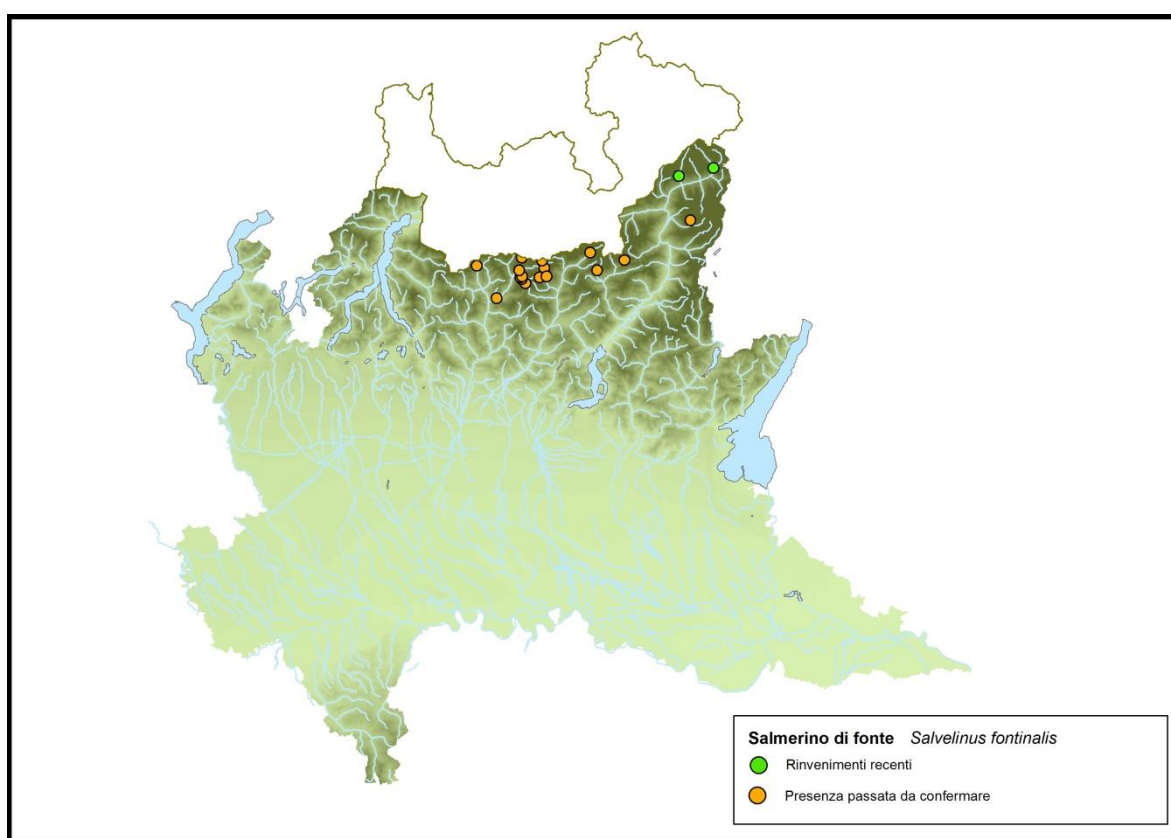 Salmerino di fonte Salvelinus fontinalis
Rinvenimenti recenti
Presenza passata da confermare